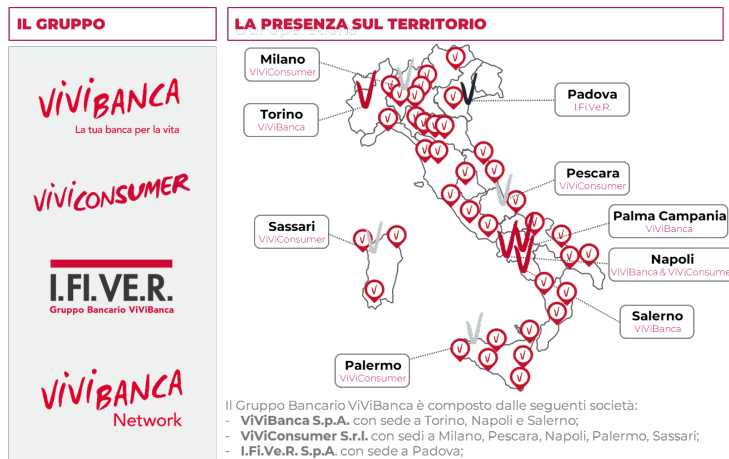 IL GRUPPO
LA PRESENZA SUL TERRITORIO
ViViBANCA
La tua banca per la vita
ViViCONSUMER
I.FI.VE.R.
Gruppo Bancario ViViBanca
ViViBANCA
Network
Milano
ViViConsumer
Torino
ViViBanca
Padova
I.Fi.Ve.R.
Pescara
ViViConsumer
Sassari
ViViConsumer
Palma Campania
ViViBanca
Napoli
ViViBanca & ViViConsume
Salerno
ViViBanca
Palermo
ViViConsumer
Il Gruppo Bancario ViViBanca è composto dalle seguenti società:
- ViViBanca S.p.A. con sede a Torino, Napoli e Salerno;
- ViViConsumer S.r.l. con sedi a Milano, Pescara, Napoli, Palermo, Sassari;
- I.Fi.Ve.R. S.p.A. con sede a Padova;